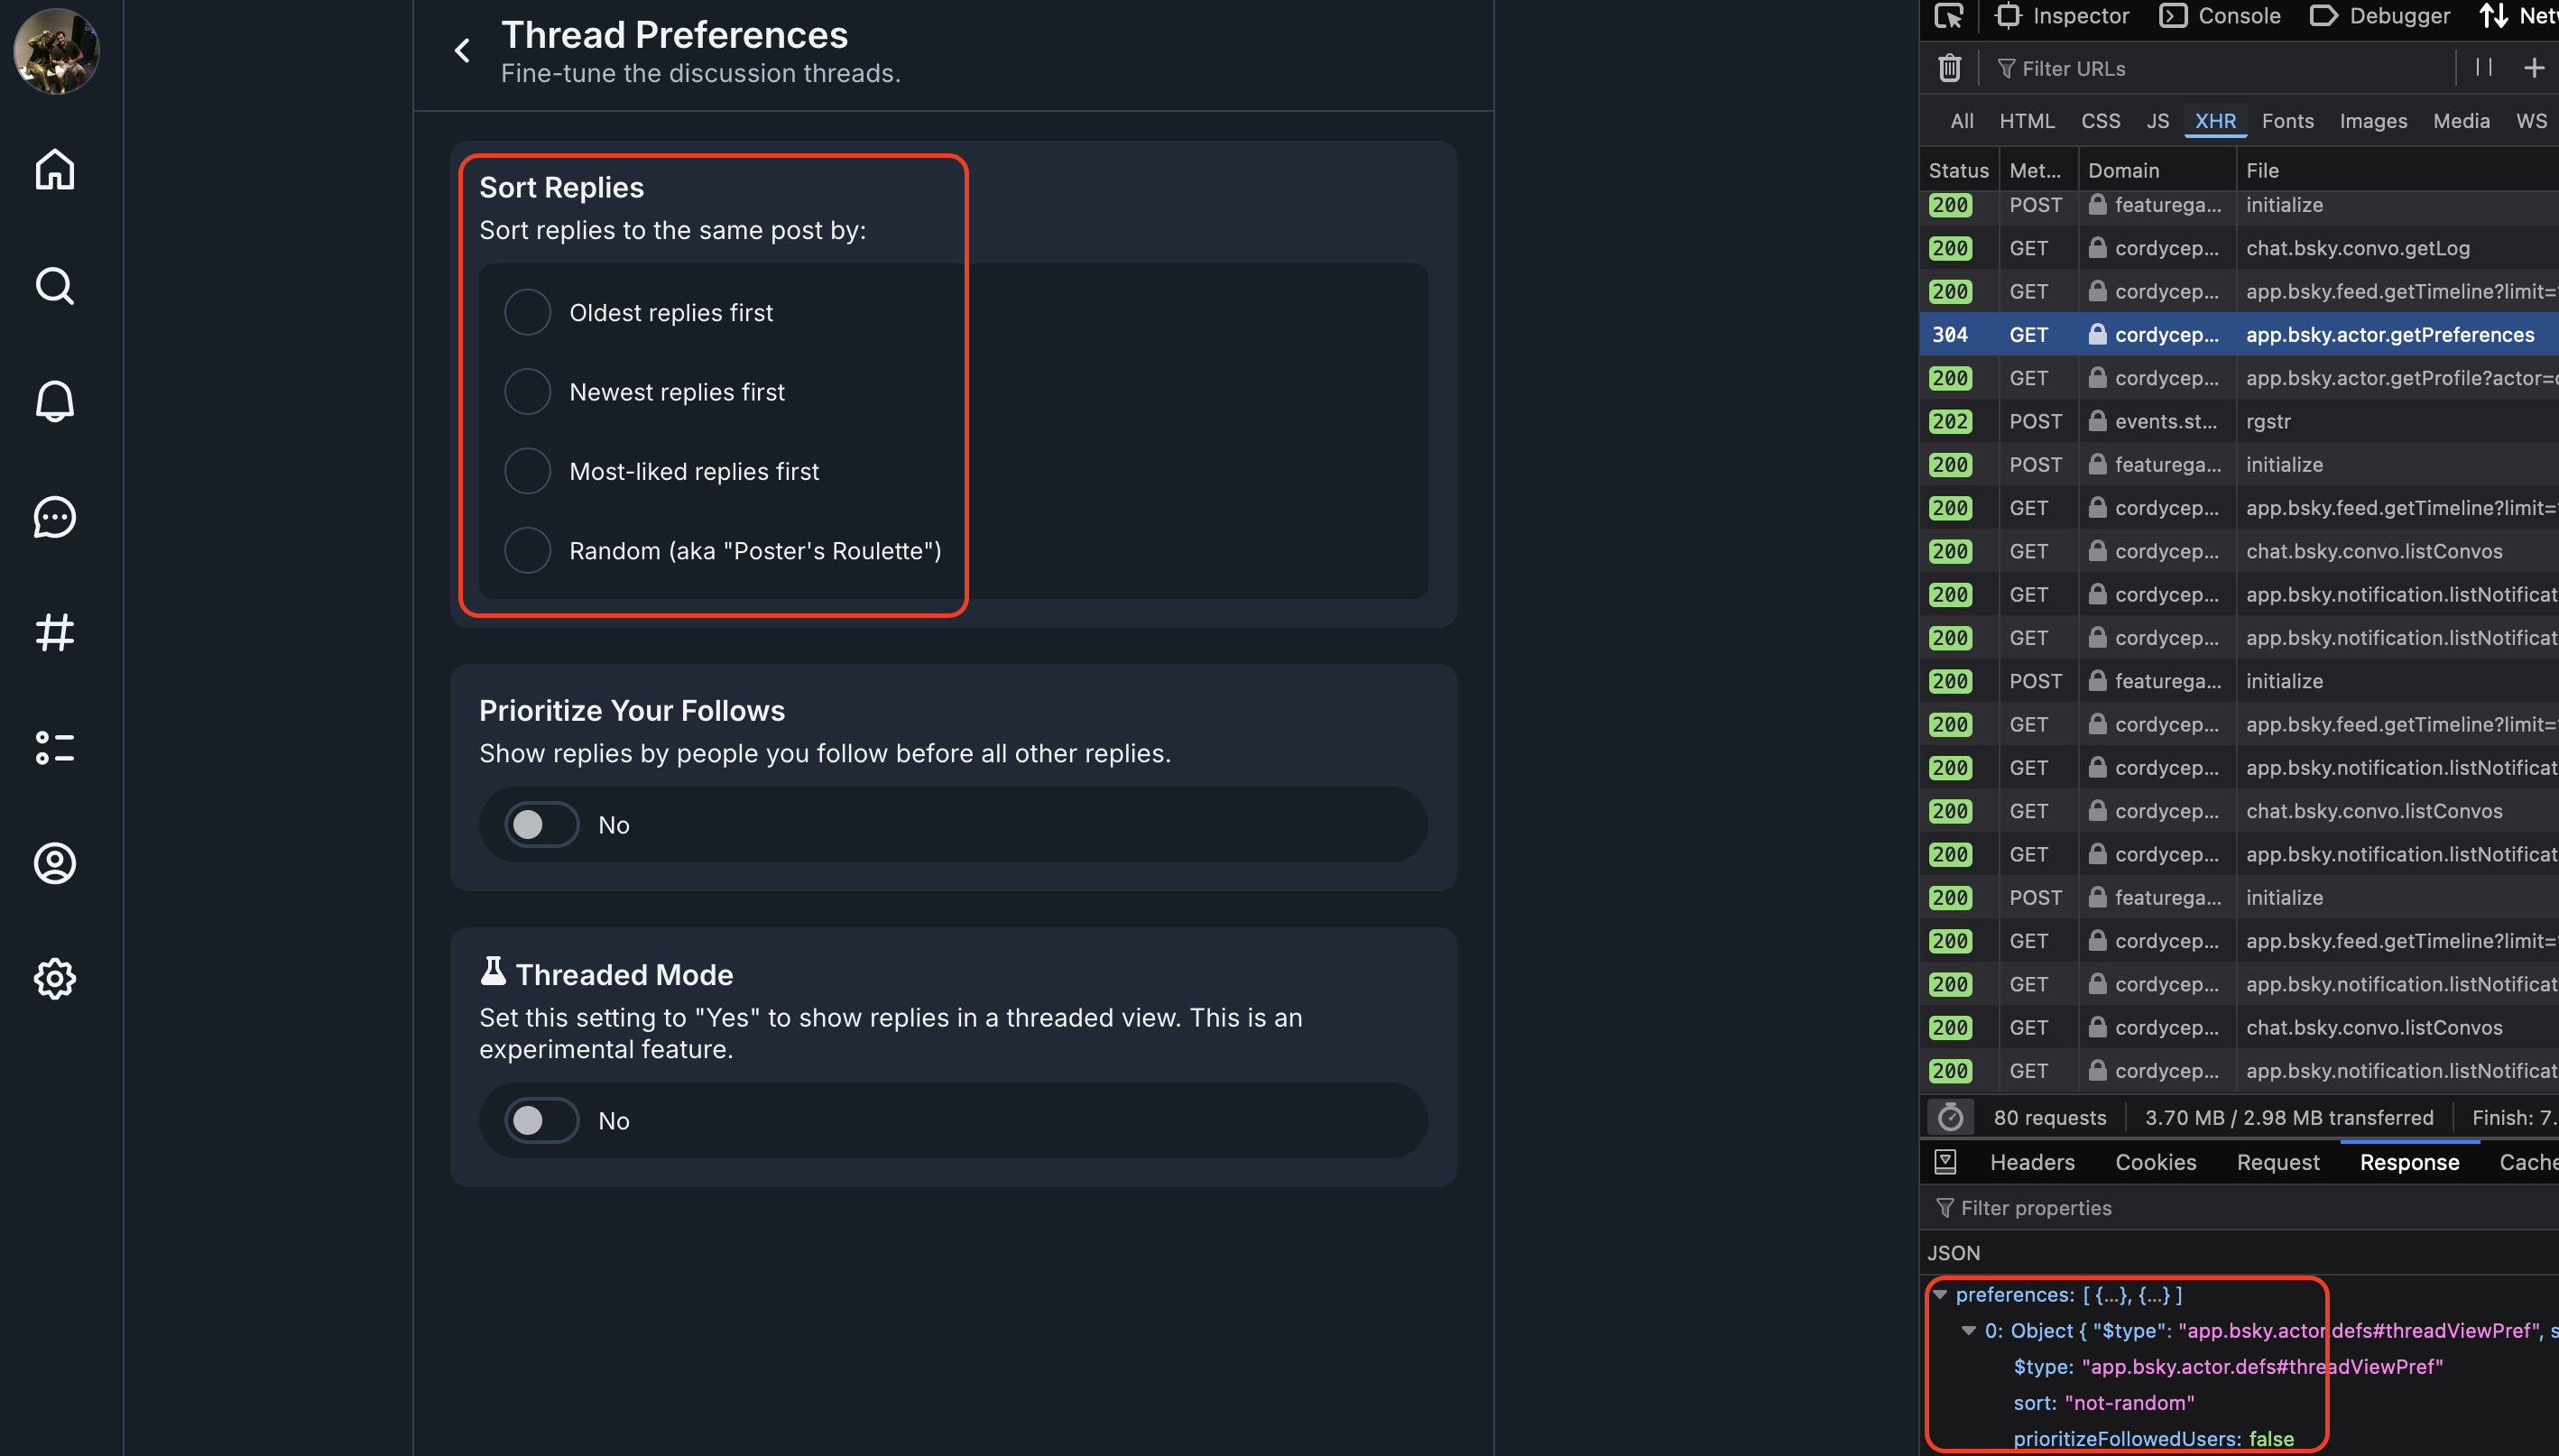 Thread Preferences
Fine-tune the discussion threads.
Sort Replies
Sort replies to the same post by:
Oldest replies first
Newest replies first
Most-liked replies first
Random (aka "Poster's Roulette")
Prioritize Your Follows
Show replies by people you follow before all other replies.
No
Threaded Mode
Set this setting to "Yes" to show replies in a threaded view. This is an
experimental feature.
No
Inspector Console Debugger Net
Filter URLs
All HTML CSS JS XHR Fonts Images Media WS
Status Met... Domain File
200 POST featurega... initialize
200 GET cordycep... chat.bsky.convo.getLog
200 GET cordycep... app.bsky.feed.getTimeline?limit=
304 GET cordycep... app.bsky.actor.getPreferences
200 GET cordycep... app.bsky.actor.getProfile?actor=
202 POST events.st... rgstr
200 POST featurega... initialize
200 GET cordycep... app.bsky.feed.getTimeline?limit=
200 GET cordycep... chat.bsky.convo.listConvos
200 GET cordycep... app.bsky.notification.listNotificat
200 GET cordycep... app.bsky.notification.listNotificat
200 POST featurega... initialize
200 GET cordycep... app.bsky.feed.getTimeline?limit=
200 GET cordycep... app.bsky.notification.listNotificat
200 GET cordycep... chat.bsky.convo.listConvos
200 GET cordycep... app.bsky.notification.listNotificat
200 POST featurega... initialize
200 GET cordycep... app.bsky.feed.getTimeline?limit=
200 GET cordycep... app.bsky.notification.listNotificat
200 GET cordycep... chat.bsky.convo.listConvos
200 GET cordycep... app.bsky.notification.listNotificat
80 requests 3.70 MB / 2.98 MB transferred Finish: 7.
Headers Cookies Request Response Cache
Filter properties
JSON
preferences: [ {…}, {…} ]
0: Object { "$type": "app.bsky.actor.defs#threadViewPref", s
$type: "app.bsky.actor.defs#threadViewPref"
sort: "not-random"
prioritizeFollowedUsers: false